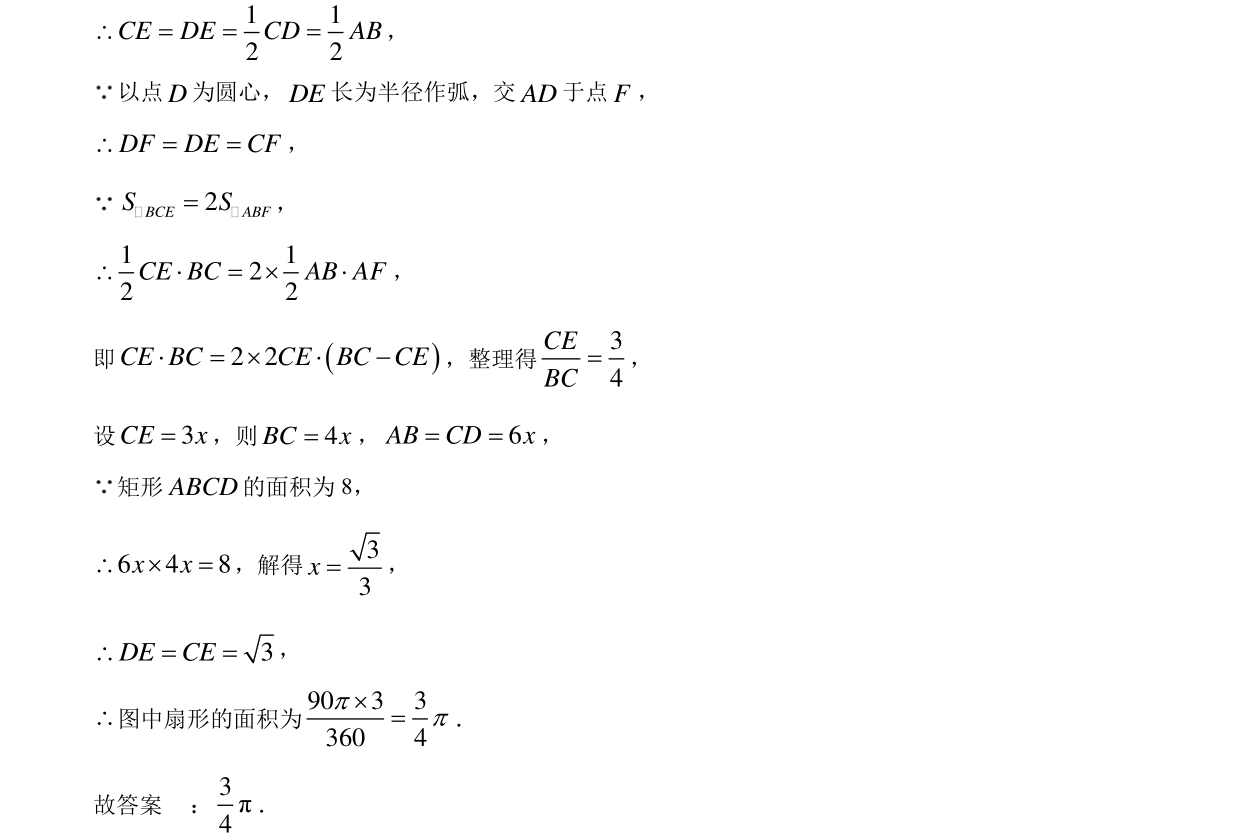 ∴CE = DE = 1/2 CD = 1/2 AB，
∵以点 D 为圆心， DE 长为半径作弧，交 AD 于点 F ，
∴DF = DE = CF ，
∵ S□BCE = 2S□ABF ，
∴1/2 CE·BC = 2×1/2 AB·AF ，
即 CE·BC = 2×2CE·(BC−CE)，整理得 CE/BC = 3/4，
设 CE = 3x，则 BC = 4x， AB = CD = 6x，
∵矩形 ABCD 的面积为 8，
∴6x×4x = 8，解得 x = √3/3，
∴DE = CE = √3，
∴图中扇形的面积为 90π×3/360 = 3/4 π．
故答案 ： 3/4 π．